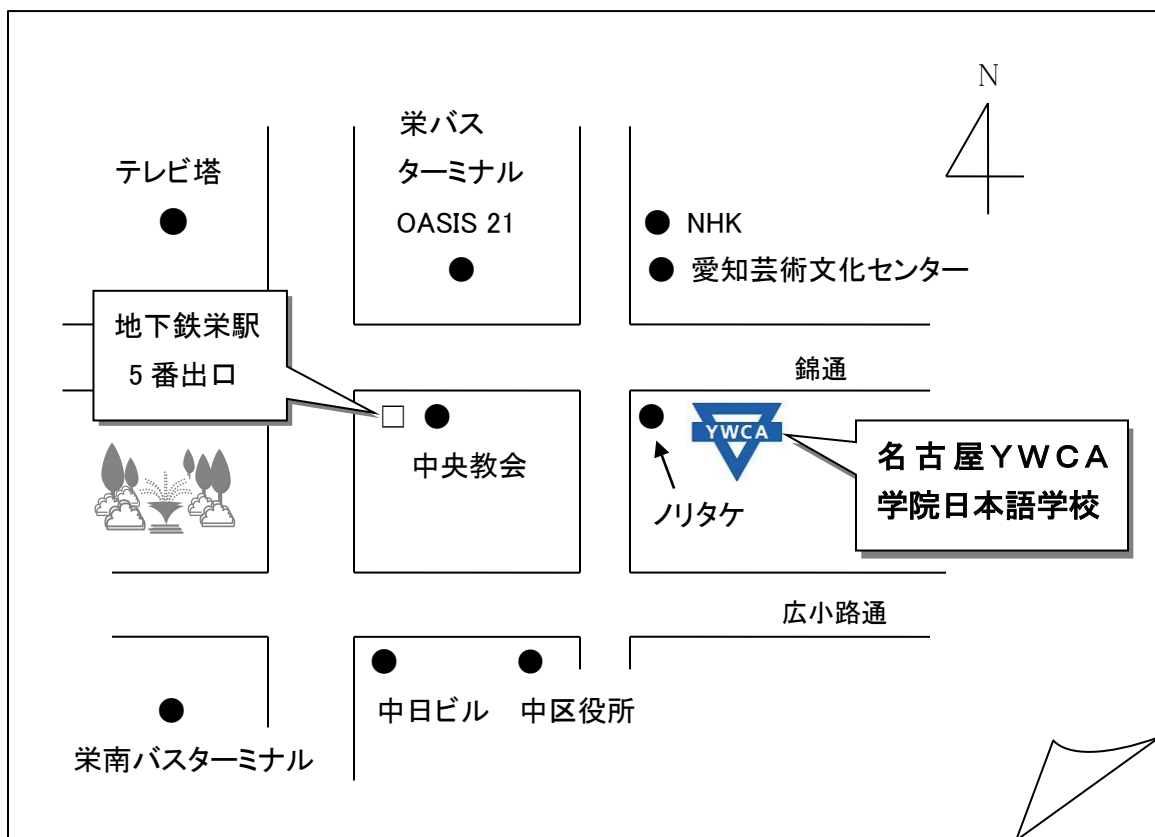 N
栄バス
ターミナル
OASIS 21
テレビ塔
NHK
愛知芸術文化センター
地下鉄栄駅
5番出口
錦通
中央教会
YWCA
ノリタケ
名古屋YWCA
学院日本語学校
広小路通
中日ビル
中区役所
栄南バスターミナル